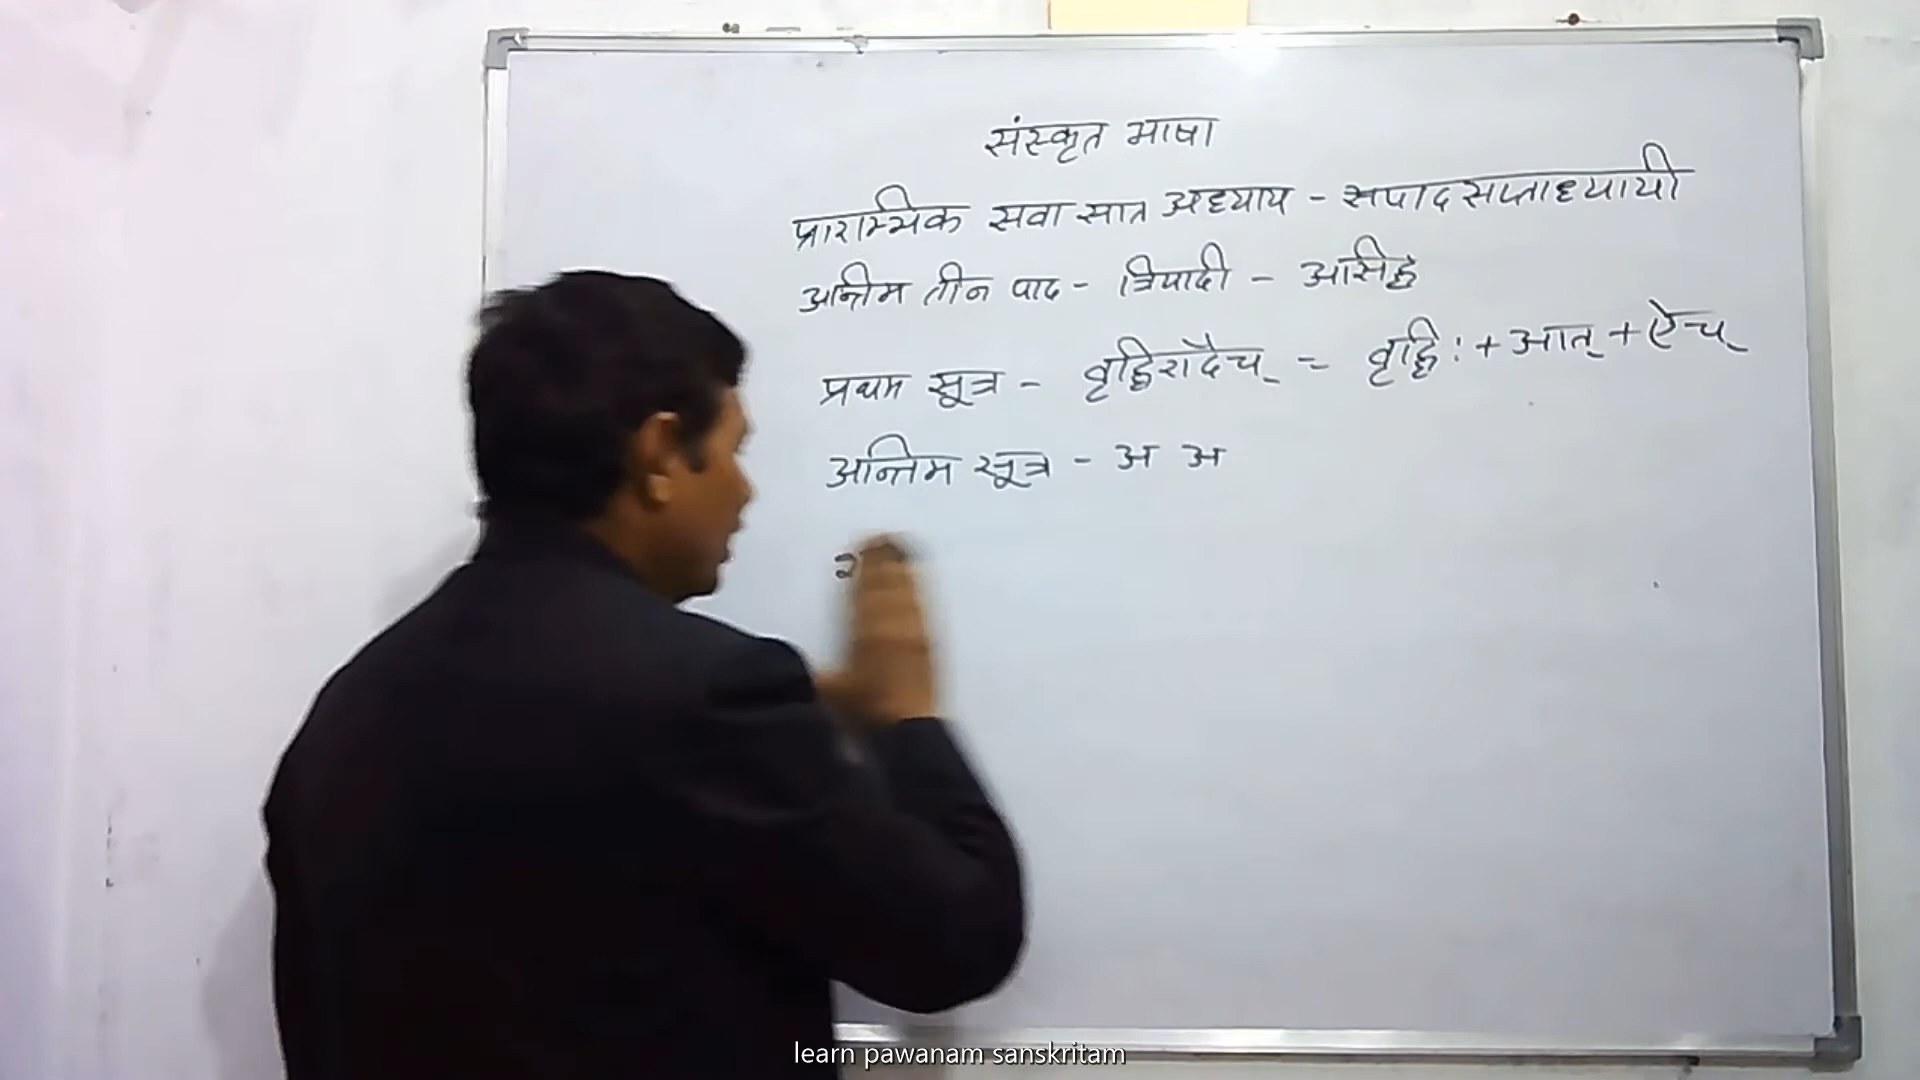 संस्कृत भाषा
प्रारम्भिक सवा सात अध्याय - सपादसप्ताध्यायी
अन्तिम तीन पाद - त्रिपादी - असिद्ध
प्रथम सूत्र - वृद्धिरादैच् = वृद्धिः + आत् + ऐच्
अन्तिम सूत्र - अ अ
learn pawanam sanskritam